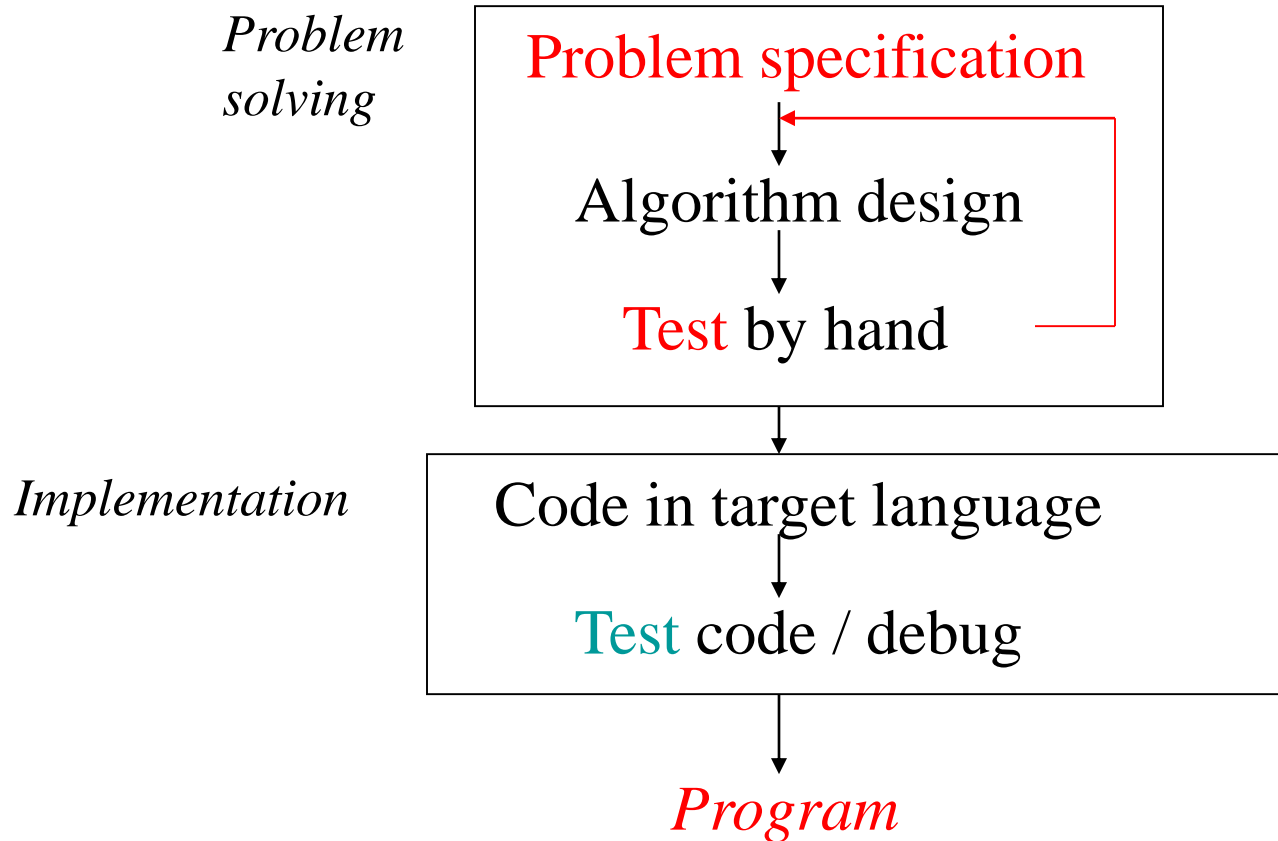 Problem
solving
Problem specification
Algorithm design
Test by hand
Implementation
Code in target language
Test code / debug
Program